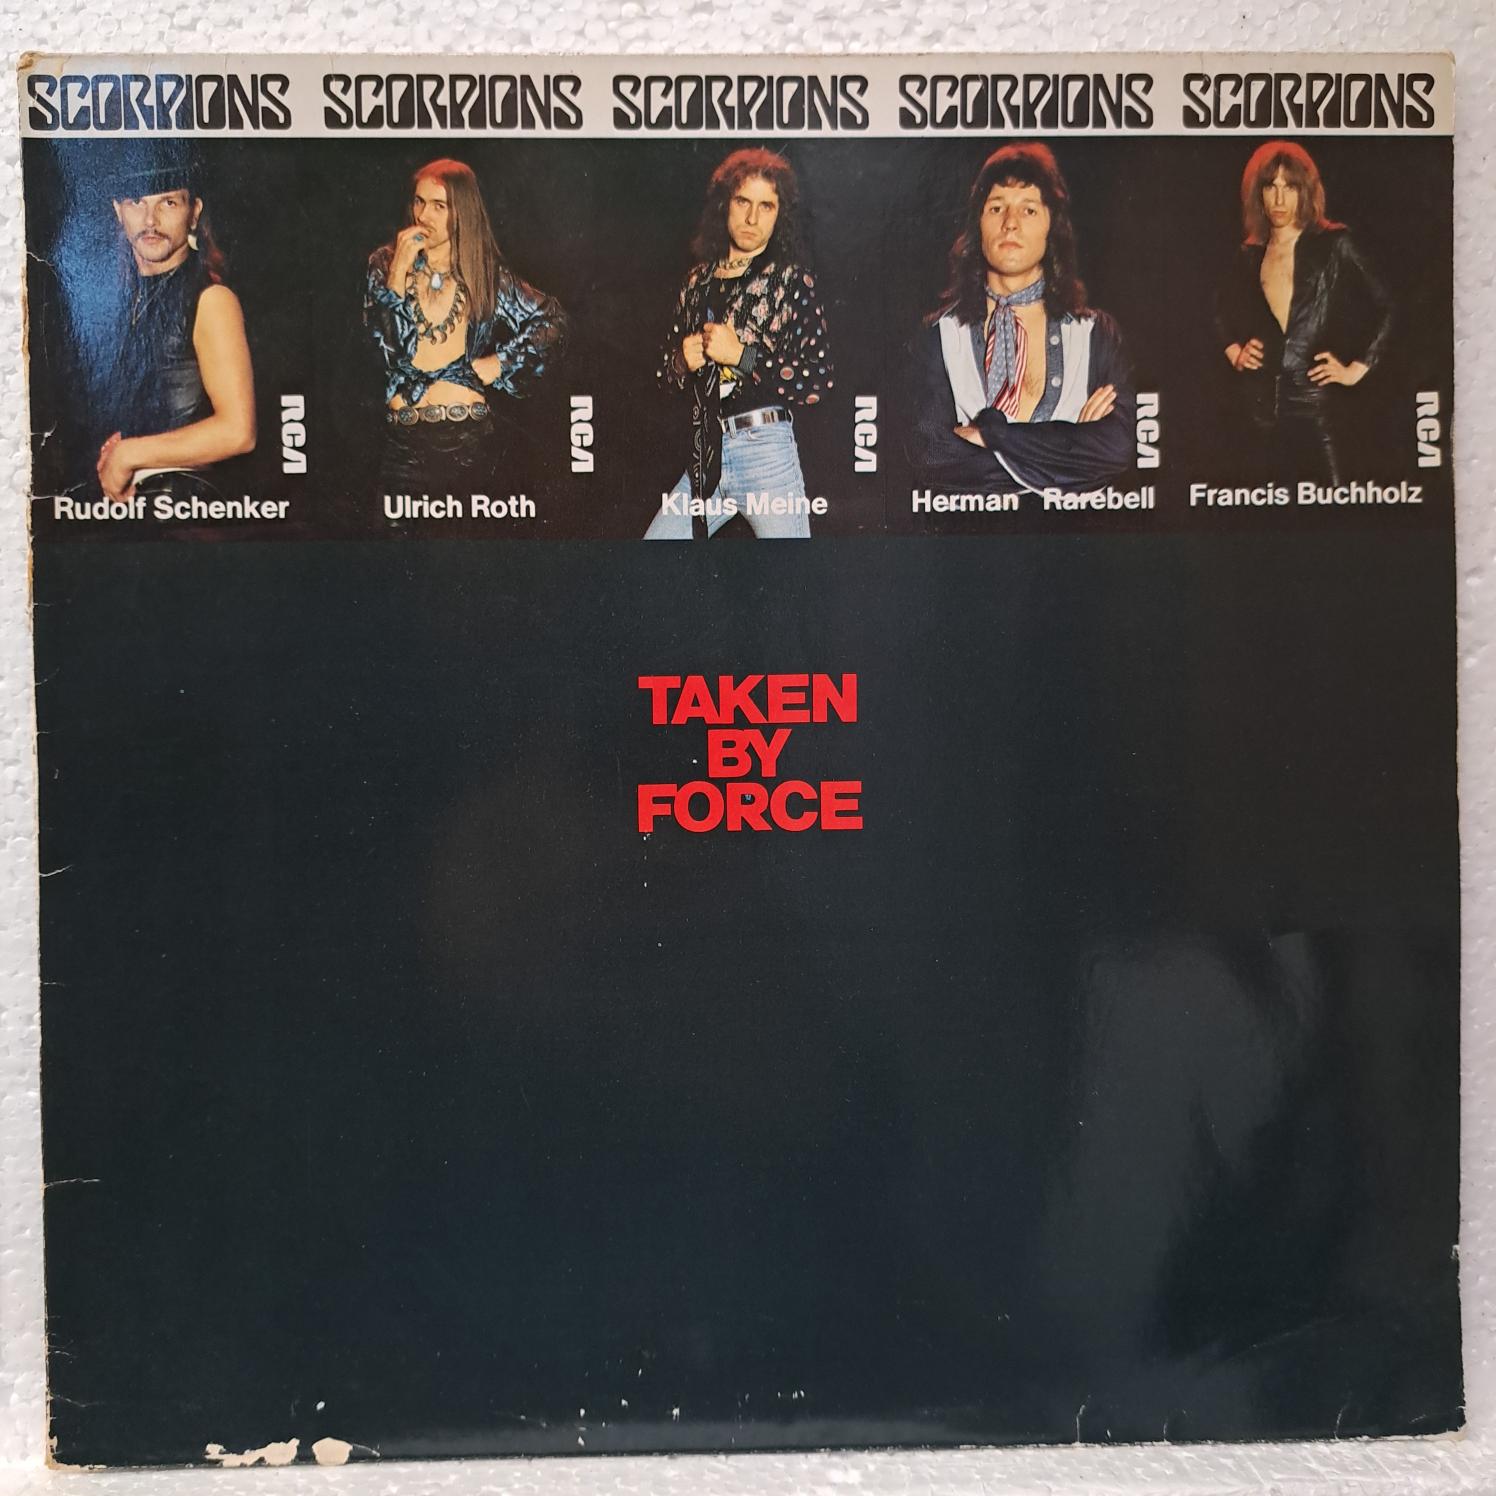 SCORPIONS SCORPIONS SCORPIONS SCORPIONS SCORPIONS
RCA RCA RCA RCA RCA
Rudolf Schenker Ulrich Roth Klaus Meine Herman Rarebell Francis Buchholz
TAKEN
BY
FORCE